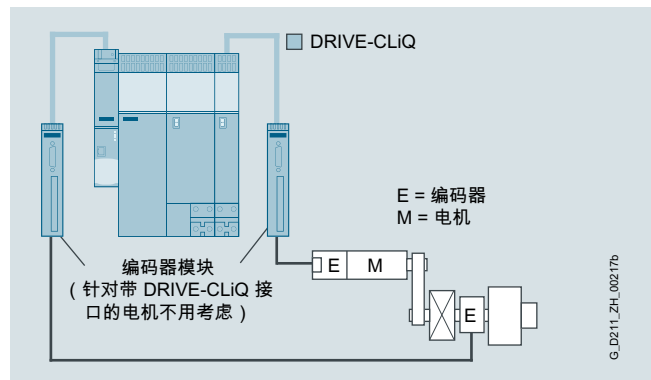 DRIVE-CLiQ
E = 编码器
M = 电机
编码器模块
（针对带 DRIVE-CLiQ 接
口的电机不用考虑）
E M
E
G_D211_ZH_00217b